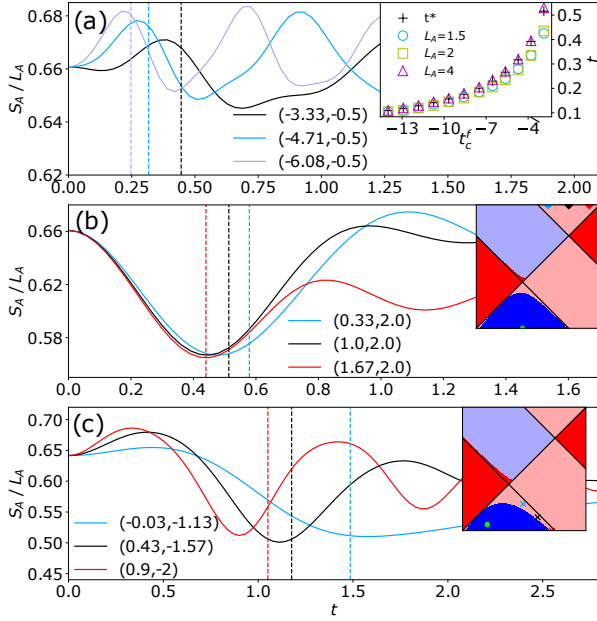 (a)
S_A / L_A
0.68
0.66
0.64
0.62
(-3.33,-0.5)
(-4.71,-0.5)
(-6.08,-0.5)
0.00 0.25 0.50 0.75 1.00 1.25 1.50 1.75 2.00
t*
L_A=1.5
L_A=2
L_A=4
0.5
0.4
0.3
0.2
0.1
t
-13 -10 -7 -4
t_c^f
(b)
S_A / L_A
0.66
0.62
0.58
(0.33,2.0)
(1.0,2.0)
(1.67,2.0)
0.0 0.2 0.4 0.6 0.8 1.0 1.2 1.4 1.6
(c)
S_A / L_A
0.70
0.65
0.60
0.55
0.50
0.45
(-0.03,-1.13)
(0.43,-1.57)
(0.9,-2)
0.0 0.5 1.0 1.5 2.0 2.5
t